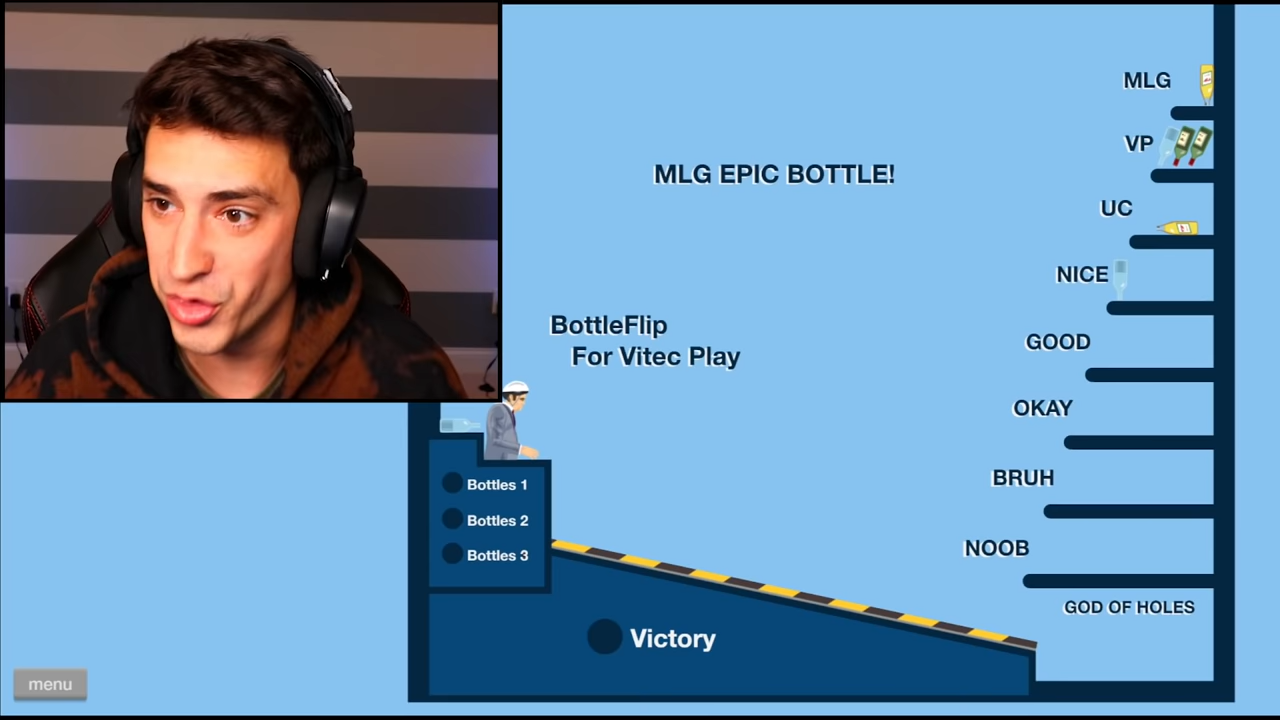 MLG
VP
MLG EPIC BOTTLE!
UC
NICE
BottleFlip
For Vitec Play
GOOD
OKAY
BRUH
Bottles 1
Bottles 2
Bottles 3
NOOB
GOD OF HOLES
Victory
menu